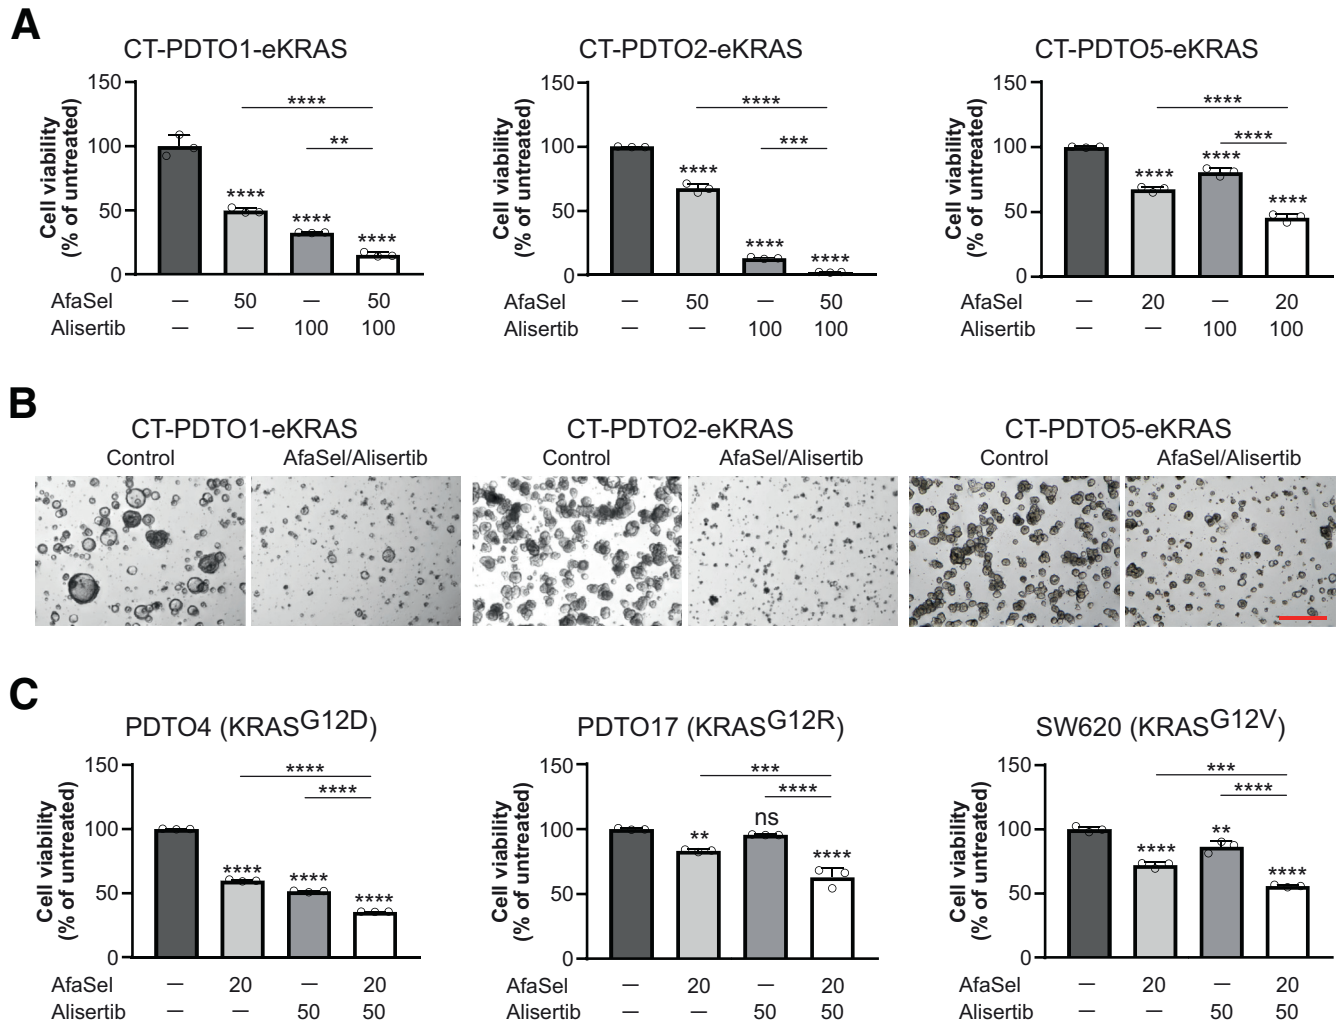 A
CT-PDTO1-eKRAS
CT-PDTO2-eKRAS
CT-PDTO5-eKRAS
Cell viability
(% of untreated)
150
100
50
0
****
**
****
****
****
AfaSel — 50 — 50
Alisertib — — 100 100
Cell viability
(% of untreated)
150
100
50
0
****
***
****
****
****
AfaSel — 50 — 50
Alisertib — — 100 100
Cell viability
(% of untreated)
150
100
50
0
****
****
****
****
****
AfaSel — 20 — 20
Alisertib — — 100 100
B
CT-PDTO1-eKRAS
Control AfaSel/Alisertib
CT-PDTO2-eKRAS
Control AfaSel/Alisertib
CT-PDTO5-eKRAS
Control AfaSel/Alisertib
C
PDTO4 (KRASG12D)
Cell viability
(% of untreated)
150
100
50
0
****
****
****
****
****
AfaSel — 20 — 20
Alisertib — — 50 50
PDTO17 (KRASG12R)
Cell viability
(% of untreated)
150
100
50
0
***
****
**
ns
****
AfaSel — 20 — 20
Alisertib — — 50 50
SW620 (KRASG12V)
Cell viability
(% of untreated)
150
100
50
0
***
****
****
**
****
AfaSel — 20 — 20
Alisertib — — 50 50